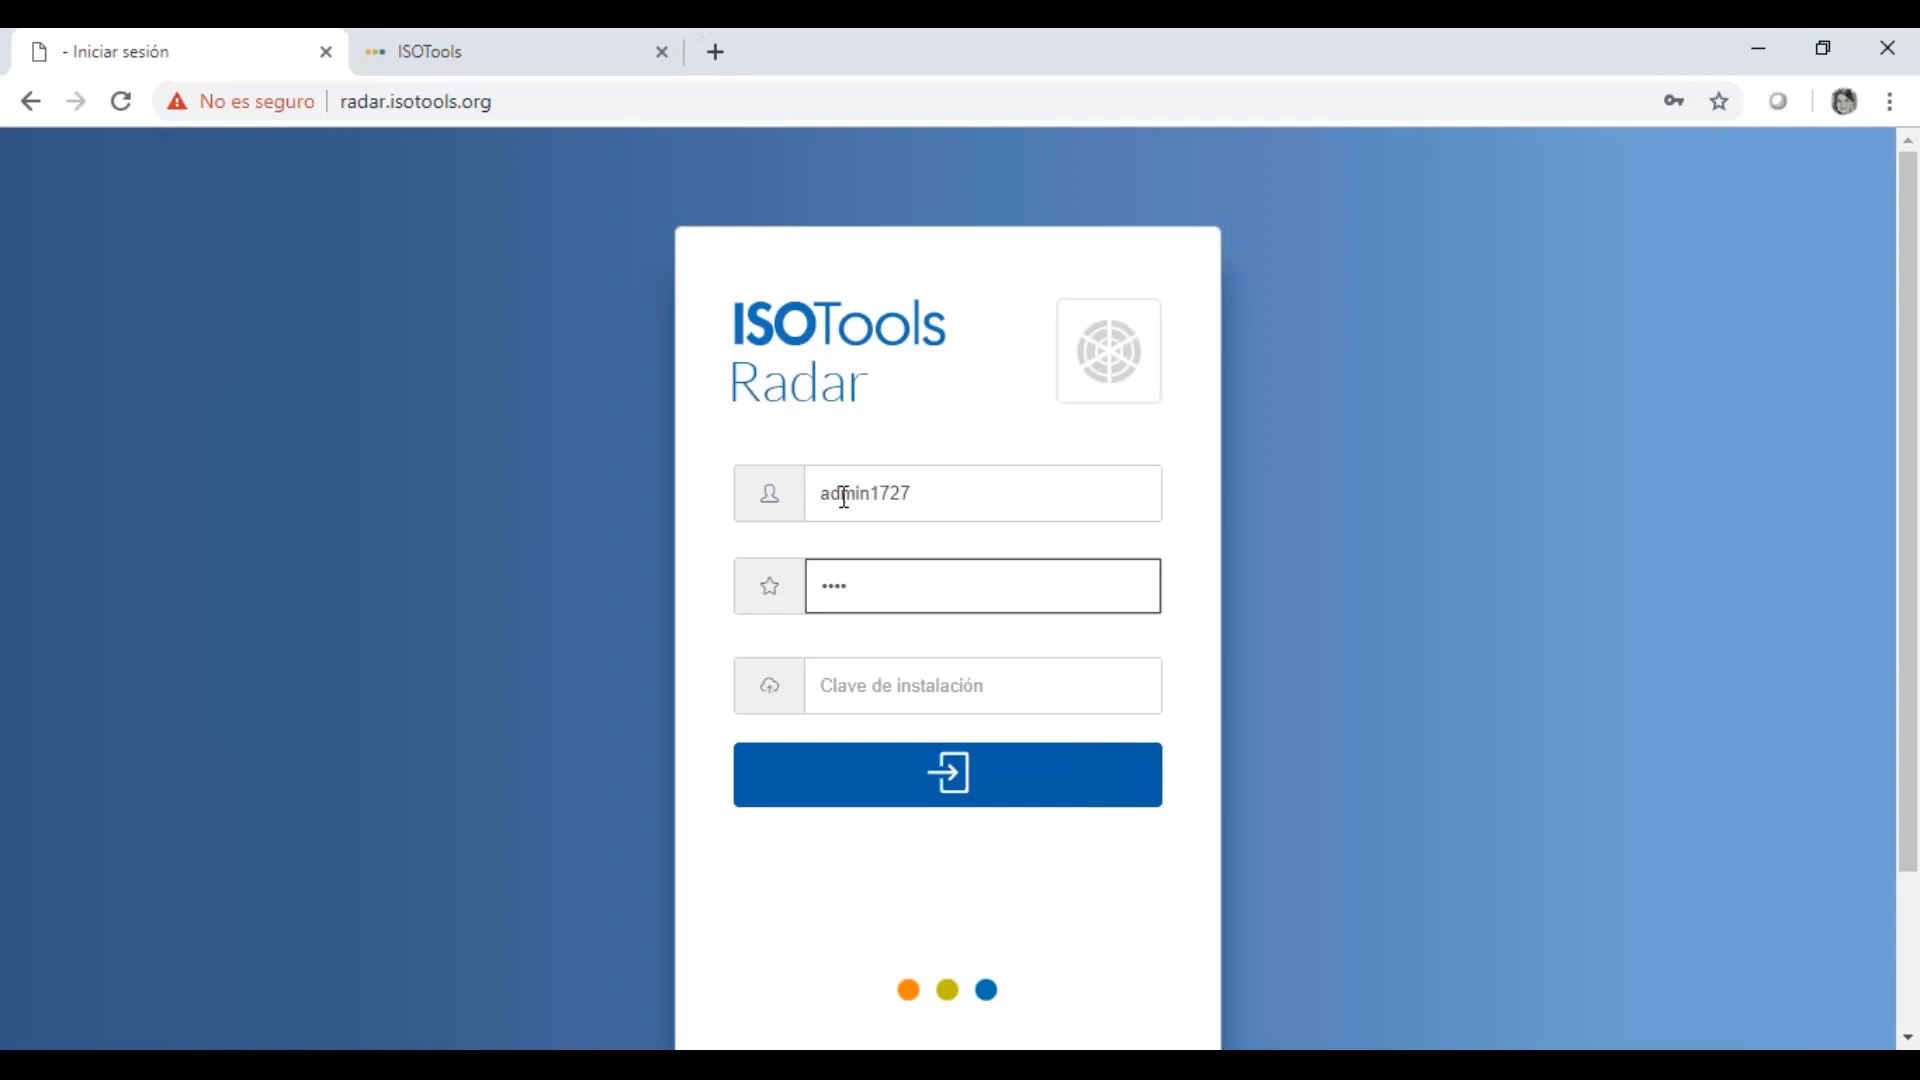 - Iniciar sesión
ISOTools
No es seguro
radar.isotools.org
ISOTools
Radar
admin1727
••••
Clave de instalación